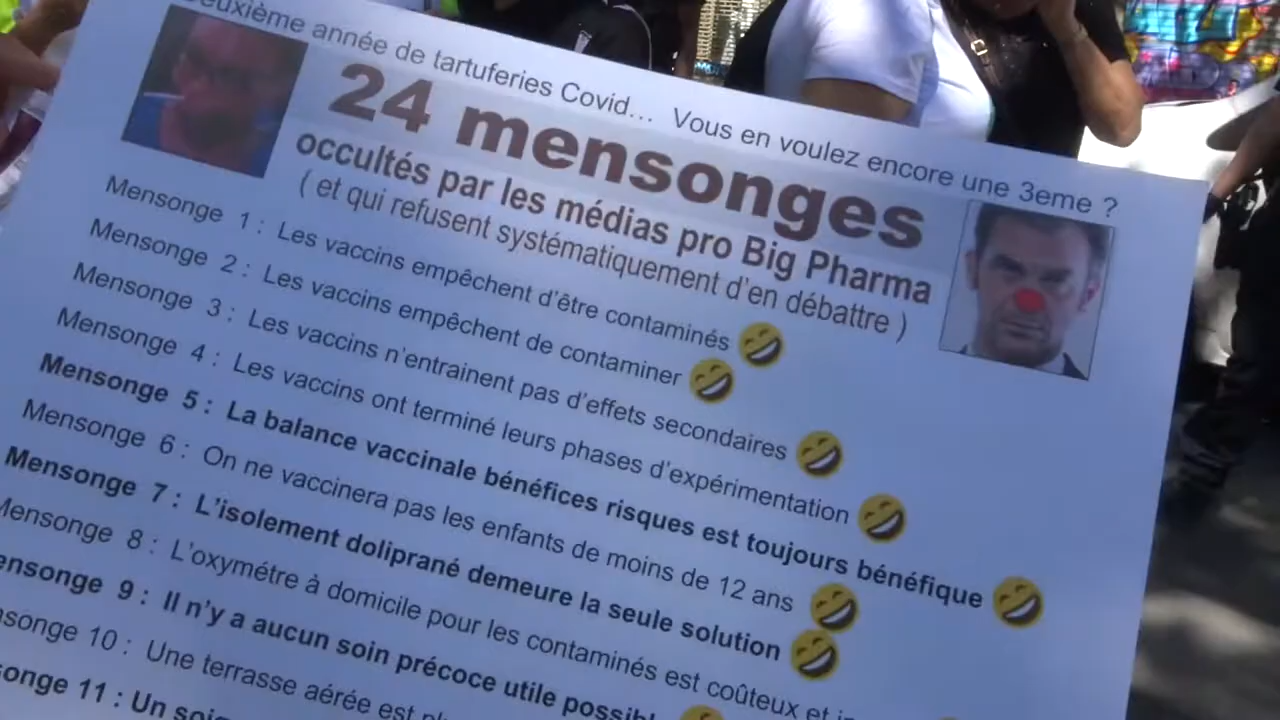 Deuxième année de tartuferies Covid... Vous en voulez encore une 3eme ?
24 mensonges
occultés par les médias pro Big Pharma
( et qui refusent systématiquement d'en débattre )
Mensonge 1 : Les vaccins empêchent d'être contaminés
Mensonge 2 : Les vaccins empêchent de contaminer
Mensonge 3 : Les vaccins n'entrainent pas d'effets secondaires
Mensonge 4 : Les vaccins ont terminé leurs phases d'expérimentation
Mensonge 5 : La balance vaccinale bénéfices risques est toujours bénéfique
Mensonge 6 : On ne vaccinera pas les enfants de moins de 12 ans
Mensonge 7 : L'isolement doliprané demeure la seule solution
Mensonge 8 : L'oxymétre à domicile pour les contaminés est coûteux et
Mensonge 9 : Il n'y a aucun soin précoce utile possible
Mensonge 10 : Une terrasse aérée est
Mensonge 11 : Un